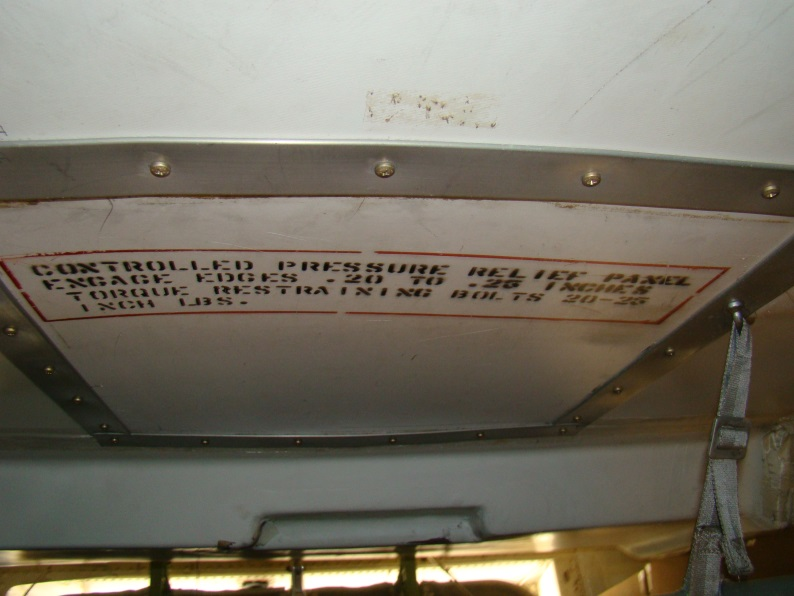 CONTROLLED PRESSURE RELIEF PANEL
ENGAGE EDGES .20 TO .25 INCHES
TORQUE RESTRAINING BOLTS 20-25
INCH LBS.